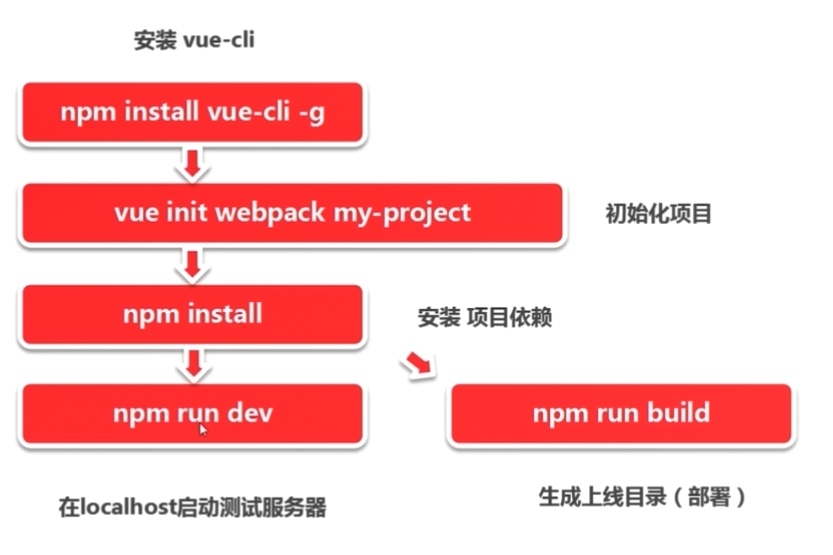 安装 vue-cli
npm install vue-cli -g
vue init webpack my-project
初始化项目
npm install
安装 项目依赖
npm run dev
npm run build
在localhost启动测试服务器
生成上线目录（部署）